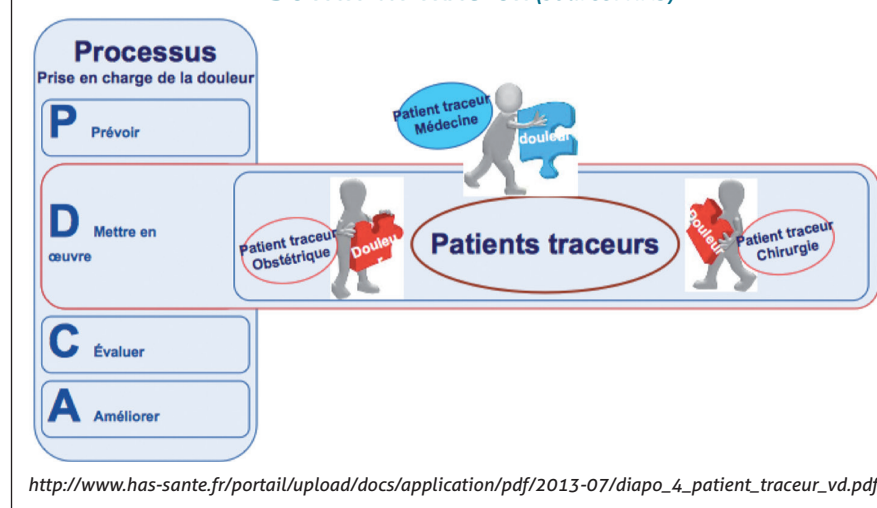 Processus
Prise en charge de la douleur
P Prévoir
D Mettre en
œuvre
C Évaluer
A Améliorer
Patient traceur
Médecine
douleur
Patient traceur
Obstétrique
Douleu
r
Patients traceurs
Douleur
Patient traceur
Chirurgie
http://www.has-sante.fr/portail/upload/docs/application/pdf/2013-07/diapo_4_patient_traceur_vd.pdf